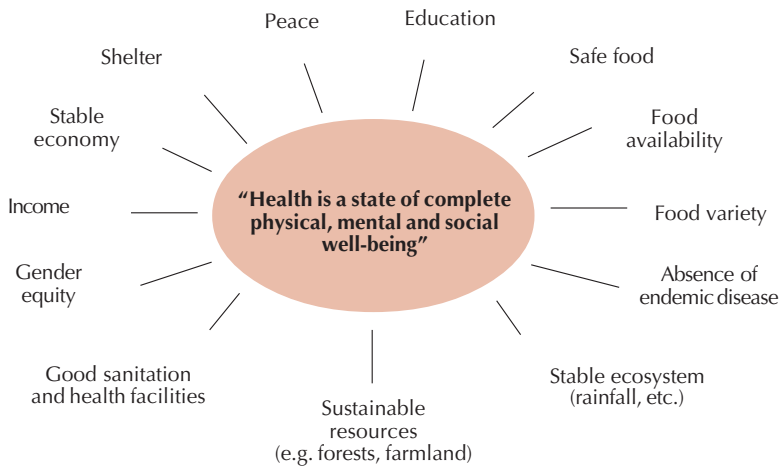 Peace
Education
Shelter
Safe food
Stable
economy
Food
availability
“Health is a state of complete
physical, mental and social
well-being”
Income
Food variety
Gender
equity
Absence of
endemic disease
Good sanitation
and health facilities
Stable ecosystem
(rainfall, etc.)
Sustainable
resources
(e.g. forests, farmland)